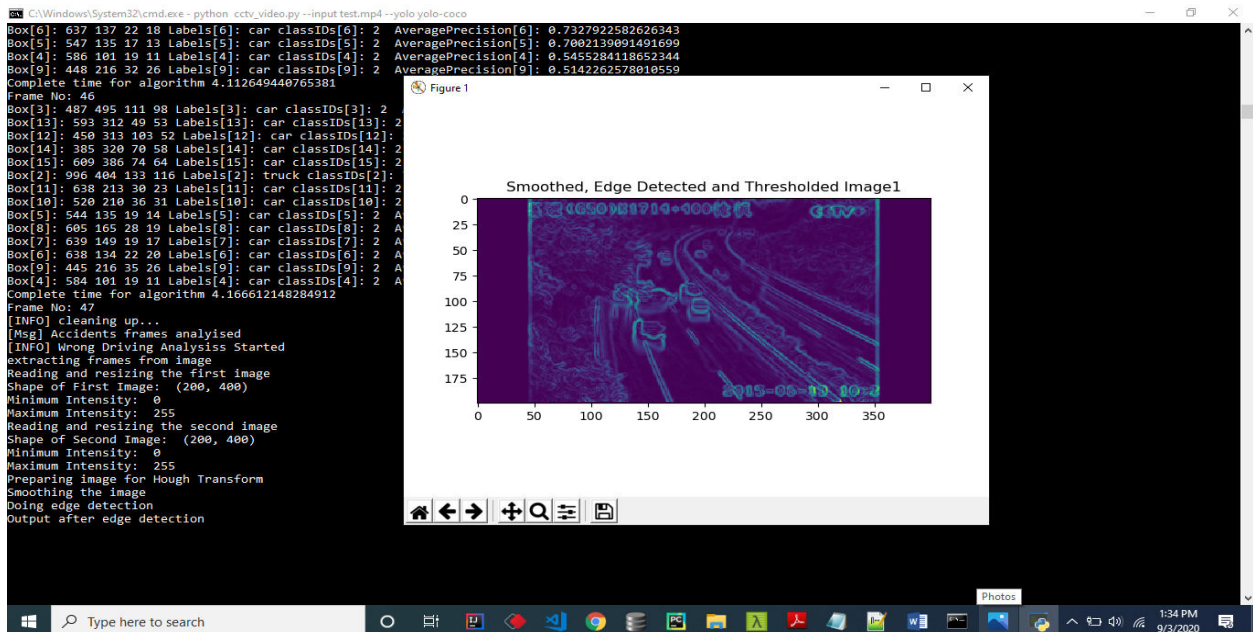 C:\Windows\System32\cmd.exe - python cctv_video.py --input test.mp4 --yolo yolo-coco
Box[6]: 637 137 22 18 Labels[6]: car classIDs[6]: 2  AveragePrecision[6]: 0.7327922582626343
Box[5]: 547 135 17 13 Labels[5]: car classIDs[5]: 2  AveragePrecision[5]: 0.7002139091491699
Box[4]: 586 101 19 11 Labels[4]: car classIDs[4]: 2  AveragePrecision[4]: 0.5455284118652344
Box[9]: 448 216 32 26 Labels[9]: car classIDs[9]: 2  AveragePrecision[9]: 0.5142262578010559
Complete time for algorithm 4.112649440765381
Frame No: 46
Box[3]: 487 495 111 98 Labels[3]: car classIDs[3]: 2
Box[13]: 593 312 49 53 Labels[13]: car classIDs[13]: 2
Box[12]: 450 313 103 52 Labels[12]: car classIDs[12]:
Box[14]: 385 320 70 58 Labels[14]: car classIDs[14]: 2
Box[15]: 609 386 74 64 Labels[15]: car classIDs[15]: 2
Box[2]: 996 404 133 116 Labels[2]: truck classIDs[2]:
Box[11]: 638 213 30 23 Labels[11]: car classIDs[11]: 2
Box[10]: 520 210 36 31 Labels[10]: car classIDs[10]: 2
Box[5]: 544 135 19 14 Labels[5]: car classIDs[5]: 2  A
Box[8]: 605 165 28 19 Labels[8]: car classIDs[8]: 2  A
Box[7]: 639 149 19 17 Labels[7]: car classIDs[7]: 2  A
Box[6]: 638 134 22 20 Labels[6]: car classIDs[6]: 2  A
Box[9]: 445 216 35 26 Labels[9]: car classIDs[9]: 2  A
Box[4]: 584 101 19 11 Labels[4]: car classIDs[4]: 2  A
Complete time for algorithm 4.166612148284912
Frame No: 47
[INFO] cleaning up...
[Msg] Accidents frames analyised
[INFO] Wrong Driving Analysiss Started
extracting frames from image
Reading and resizing the first image
Shape of First Image:  (200, 400)
Minimum Intensity:  0
Maximum Intensity:  255
Reading and resizing the second image
Shape of Second Image:  (200, 400)
Minimum Intensity:  0
Maximum Intensity:  255
Preparing image for Hough Transform
Smoothing the image
Doing edge detection
Output after edge detection
Figure 1
Smoothed, Edge Detected and Thresholded Image1
0
25
50
75
100
125
150
175
0 50 100 150 200 250 300 350
Photos
Type here to search
1:34 PM
9/3/2020